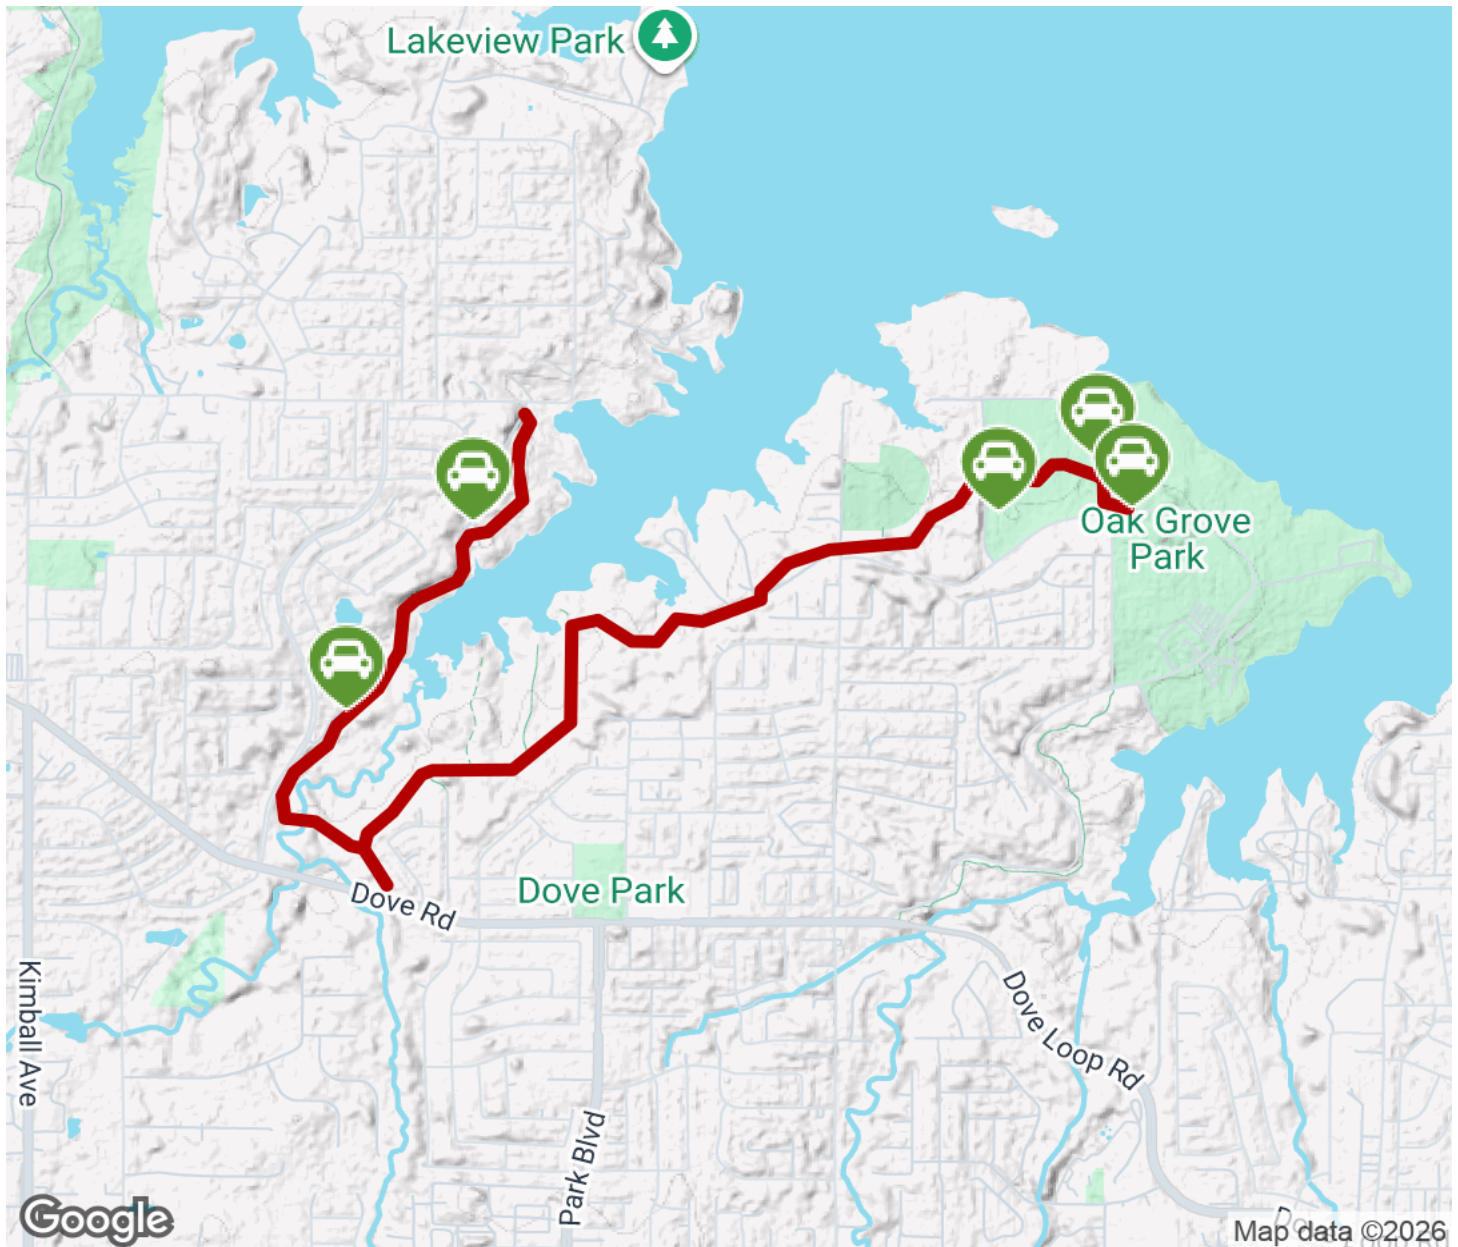 Lakeview Park
Oak Grove
Park
Dove Park
Dove Rd
Kimball Ave
Dove Loop Rd
Park Blvd
Google
Map data ©2026